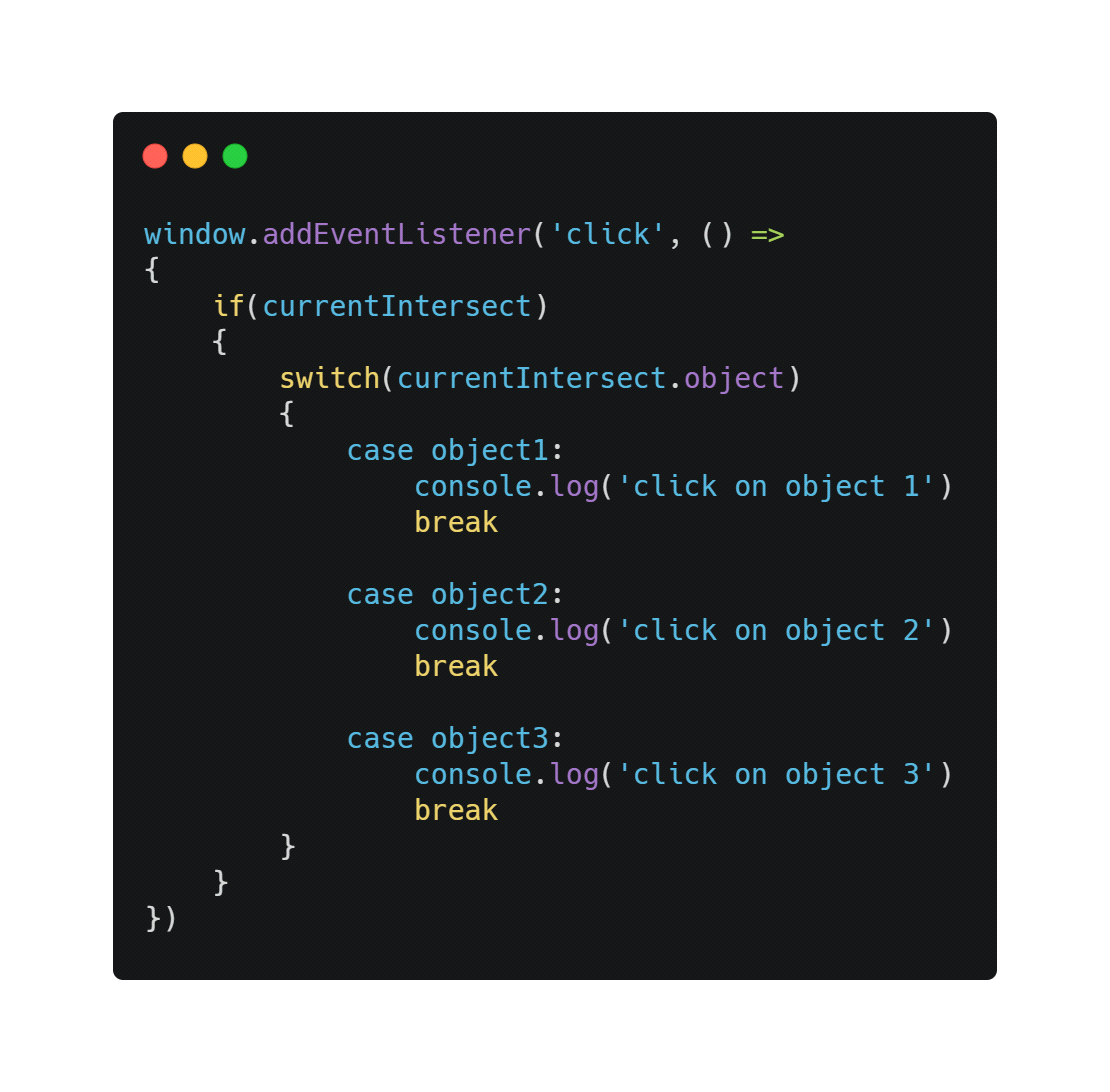 window.addEventListener('click', () =>
{
    if(currentIntersect)
    {
        switch(currentIntersect.object)
        {
            case object1:
                console.log('click on object 1')
                break

            case object2:
                console.log('click on object 2')
                break

            case object3:
                console.log('click on object 3')
                break
        }
    }
})